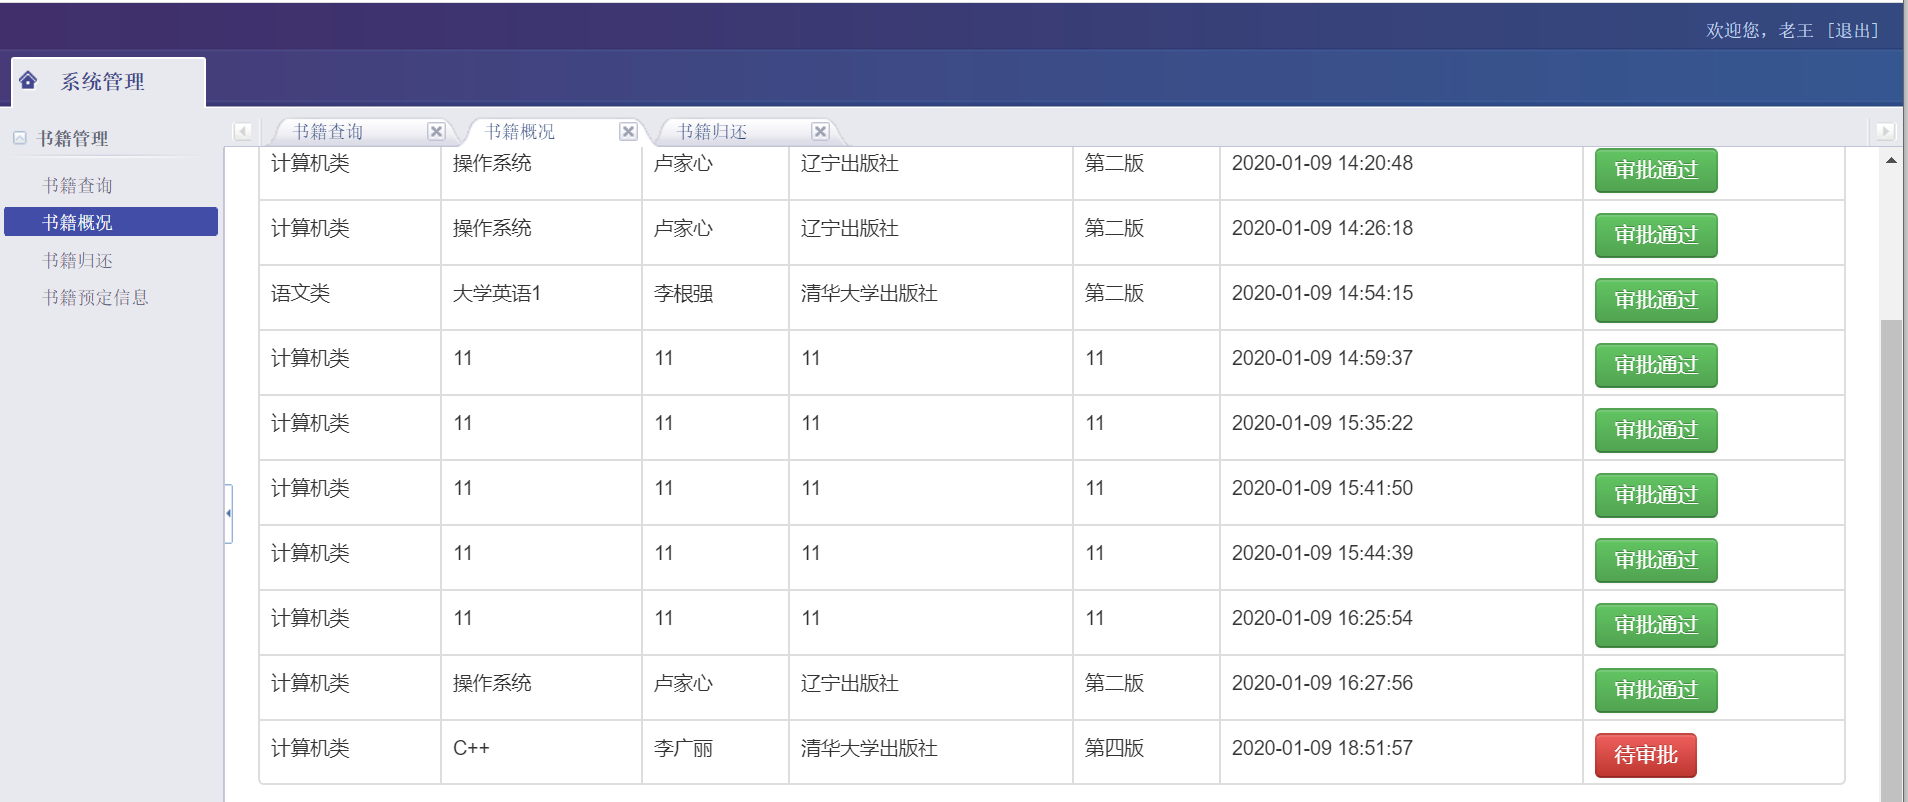 欢迎您，老王 [退出]
系统管理
书籍管理
书籍查询
书籍概况
书籍归还
书籍预定信息
书籍查询 书籍概况 书籍归还
计算机类 操作系统 卢家心 辽宁出版社 第二版 2020-01-09 14:20:48 审批通过
计算机类 操作系统 卢家心 辽宁出版社 第二版 2020-01-09 14:26:18 审批通过
语文类 大学英语1 李根强 清华大学出版社 第二版 2020-01-09 14:54:15 审批通过
计算机类 11 11 11 11 2020-01-09 14:59:37 审批通过
计算机类 11 11 11 11 2020-01-09 15:35:22 审批通过
计算机类 11 11 11 11 2020-01-09 15:41:50 审批通过
计算机类 11 11 11 11 2020-01-09 15:44:39 审批通过
计算机类 11 11 11 11 2020-01-09 16:25:54 审批通过
计算机类 操作系统 卢家心 辽宁出版社 第二版 2020-01-09 16:27:56 审批通过
计算机类 C++ 李广丽 清华大学出版社 第四版 2020-01-09 18:51:57 待审批